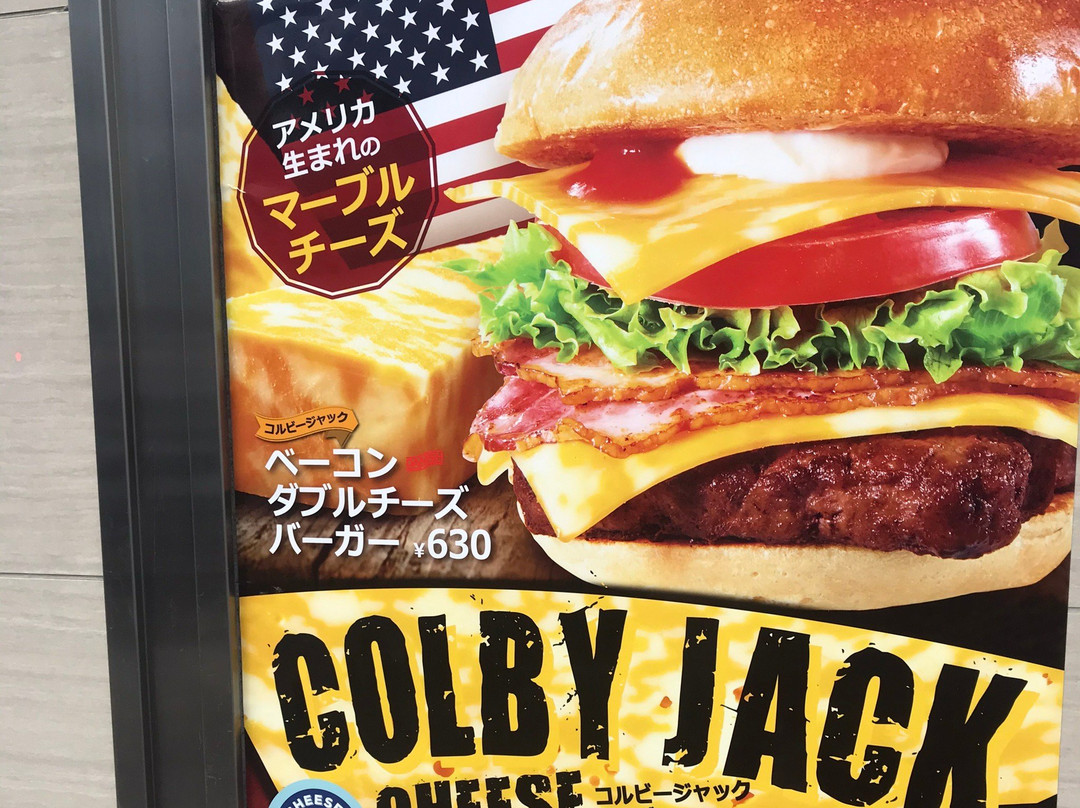 アメリカ
生まれの
マーブル
チーズ
コルビージャック
ベーコン
ダブルチーズ
バーガー ¥630
COLBY JACK
CHEESE コルビージャック
CHEESE